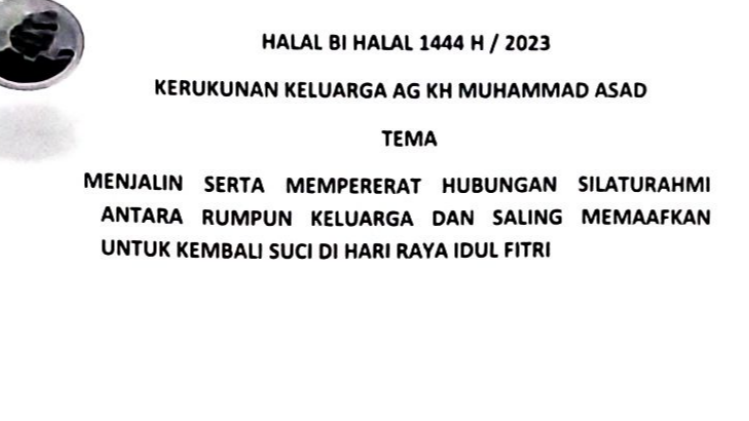 HALAL BI HALAL 1444 H / 2023
KERUKUNAN KELUARGA AG KH MUHAMMAD ASAD
TEMA
MENJALIN SERTA MEMPERERAT HUBUNGAN SILATURAHMI
ANTARA RUMPUN KELUARGA DAN SALING MEMAAFKAN
UNTUK KEMBALI SUCI DI HARI RAYA IDUL FITRI